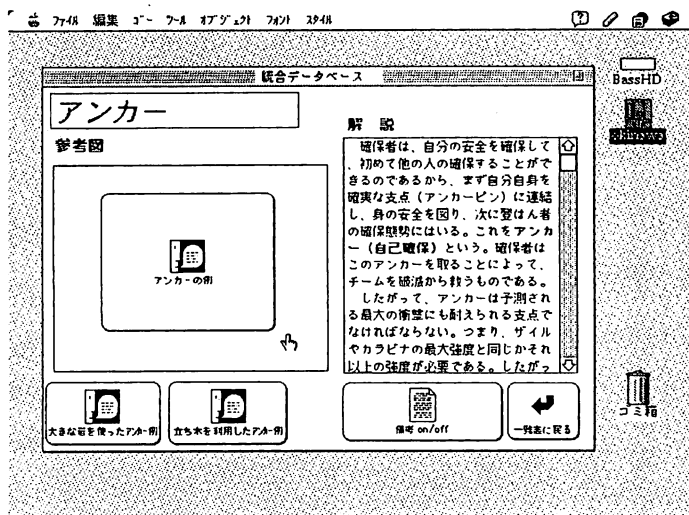 ファイル 編集 ゴー ツール オブジェクト フォント スタイル
BassHD
統合データベース
アンカー
参考図
アンカーの例
解 説
確保者は、自分の安全を確保して
、初めて他の人の確保することがで
きるのであるから、まず自分自身を
確実な支点（アンカーピン）に連結
し、身の安全を図り、次に登はん者
の確保態勢にはいる。これをアンカ
ー（自己確保）という。確保者は
このアンカーを取ることによって、
チームを破滅から救うものである。
したがって、アンカーは予測され
る最大の衝撃にも耐えられる支点で
なければならない。つまり、ザイル
やカラビナの最大強度と同じかそれ
以上の強度が必要である。したがっ
大きな岩を使ったアンカー例
立ち木を利用したアンカー例
備考 on/off
一覧表に戻る
ゴミ箱